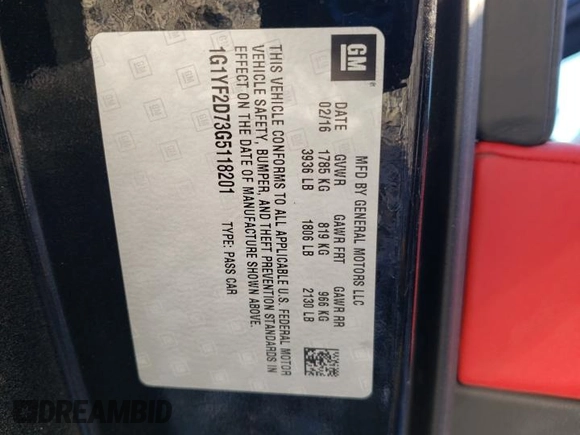 GM
MFD BY GENERAL MOTORS LLC
DATE GVWR GAWR FRT GAWR RR
02/16 1785 KG 819 KG 966 KG
3936 LB 1806 LB 2130 LB
THIS VEHICLE CONFORMS TO ALL APPLICABLE U.S. FEDERAL MOTOR
VEHICLE SAFETY, BUMPER, AND THEFT PREVENTION STANDARDS IN
EFFECT ON THE DATE OF MANUFACTURE SHOWN ABOVE.
1G1YF2D73G5118201 TYPE: PASS CAR
DREAMBID